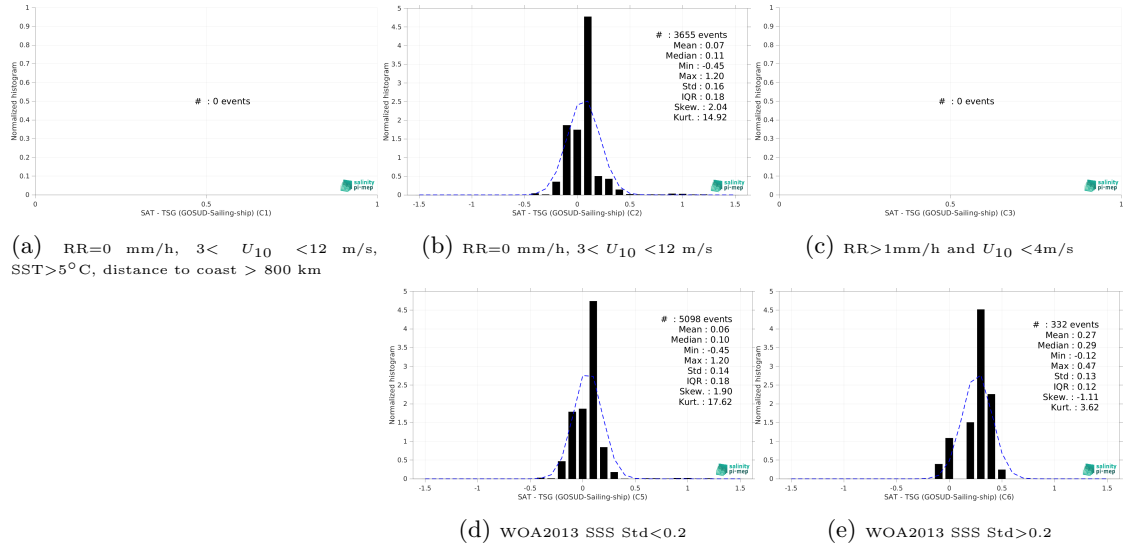 1
0.9
0.8
0.7
0.6
0.5
0.4
0.3
0.2
0.1
0
Normalized histogram
# : 0 events
0 0.5 1
SAT - TSG (GOSUD-Sailing-ship) (C1)
salinity
pi-mep
(a) RR=0 mm/h, 3< U10 <12 m/s,
SST>5°C, distance to coast > 800 km
5
4.5
4
3.5
3
2.5
2
1.5
1
0.5
0
Normalized histogram
# : 3655 events
Mean : 0.07
Median : 0.11
Min : -0.45
Max : 1.20
Std : 0.16
IQR : 0.18
Skew. : 2.04
Kurt. : 14.92
-1.5 -1 -0.5 0 0.5 1 1.5
SAT - TSG (GOSUD-Sailing-ship) (C2)
salinity
pi-mep
(b) RR=0 mm/h, 3< U10 <12 m/s
1
0.9
0.8
0.7
0.6
0.5
0.4
0.3
0.2
0.1
0
Normalized histogram
# : 0 events
0 0.5 1
SAT - TSG (GOSUD-Sailing-ship) (C3)
salinity
pi-mep
(c) RR>1mm/h and U10 <4m/s
5
4.5
4
3.5
3
2.5
2
1.5
1
0.5
0
Normalized histogram
# : 5098 events
Mean : 0.06
Median : 0.10
Min : -0.45
Max : 1.20
Std : 0.14
IQR : 0.18
Skew. : 1.90
Kurt. : 17.62
-1.5 -1 -0.5 0 0.5 1 1.5
SAT - TSG (GOSUD-Sailing-ship) (C5)
salinity
pi-mep
(d) WOA2013 SSS Std<0.2
5
4.5
4
3.5
3
2.5
2
1.5
1
0.5
0
Normalized histogram
# : 332 events
Mean : 0.27
Median : 0.29
Min : -0.12
Max : 0.47
Std : 0.13
IQR : 0.12
Skew. : -1.11
Kurt. : 3.62
-1.5 -1 -0.5 0 0.5 1 1.5
SAT - TSG (GOSUD-Sailing-ship) (C6)
salinity
pi-mep
(e) WOA2013 SSS Std>0.2